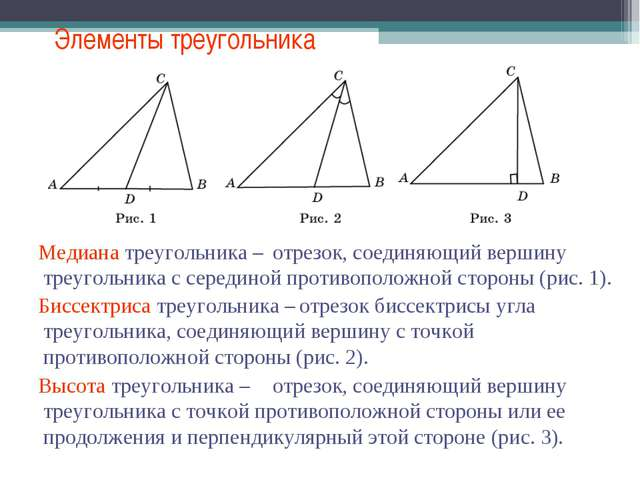 Элементы треугольника
C C C
A D B A D B A D B
Рис. 1 Рис. 2 Рис. 3
Медиана треугольника – отрезок, соединяющий вершину
треугольника с серединой противоположной стороны (рис. 1).
Биссектриса треугольника – отрезок биссектрисы угла
треугольника, соединяющий вершину с точкой
противоположной стороны (рис. 2).
Высота треугольника – отрезок, соединяющий вершину
треугольника с точкой противоположной стороны или ее
продолжения и перпендикулярный этой стороне (рис. 3).